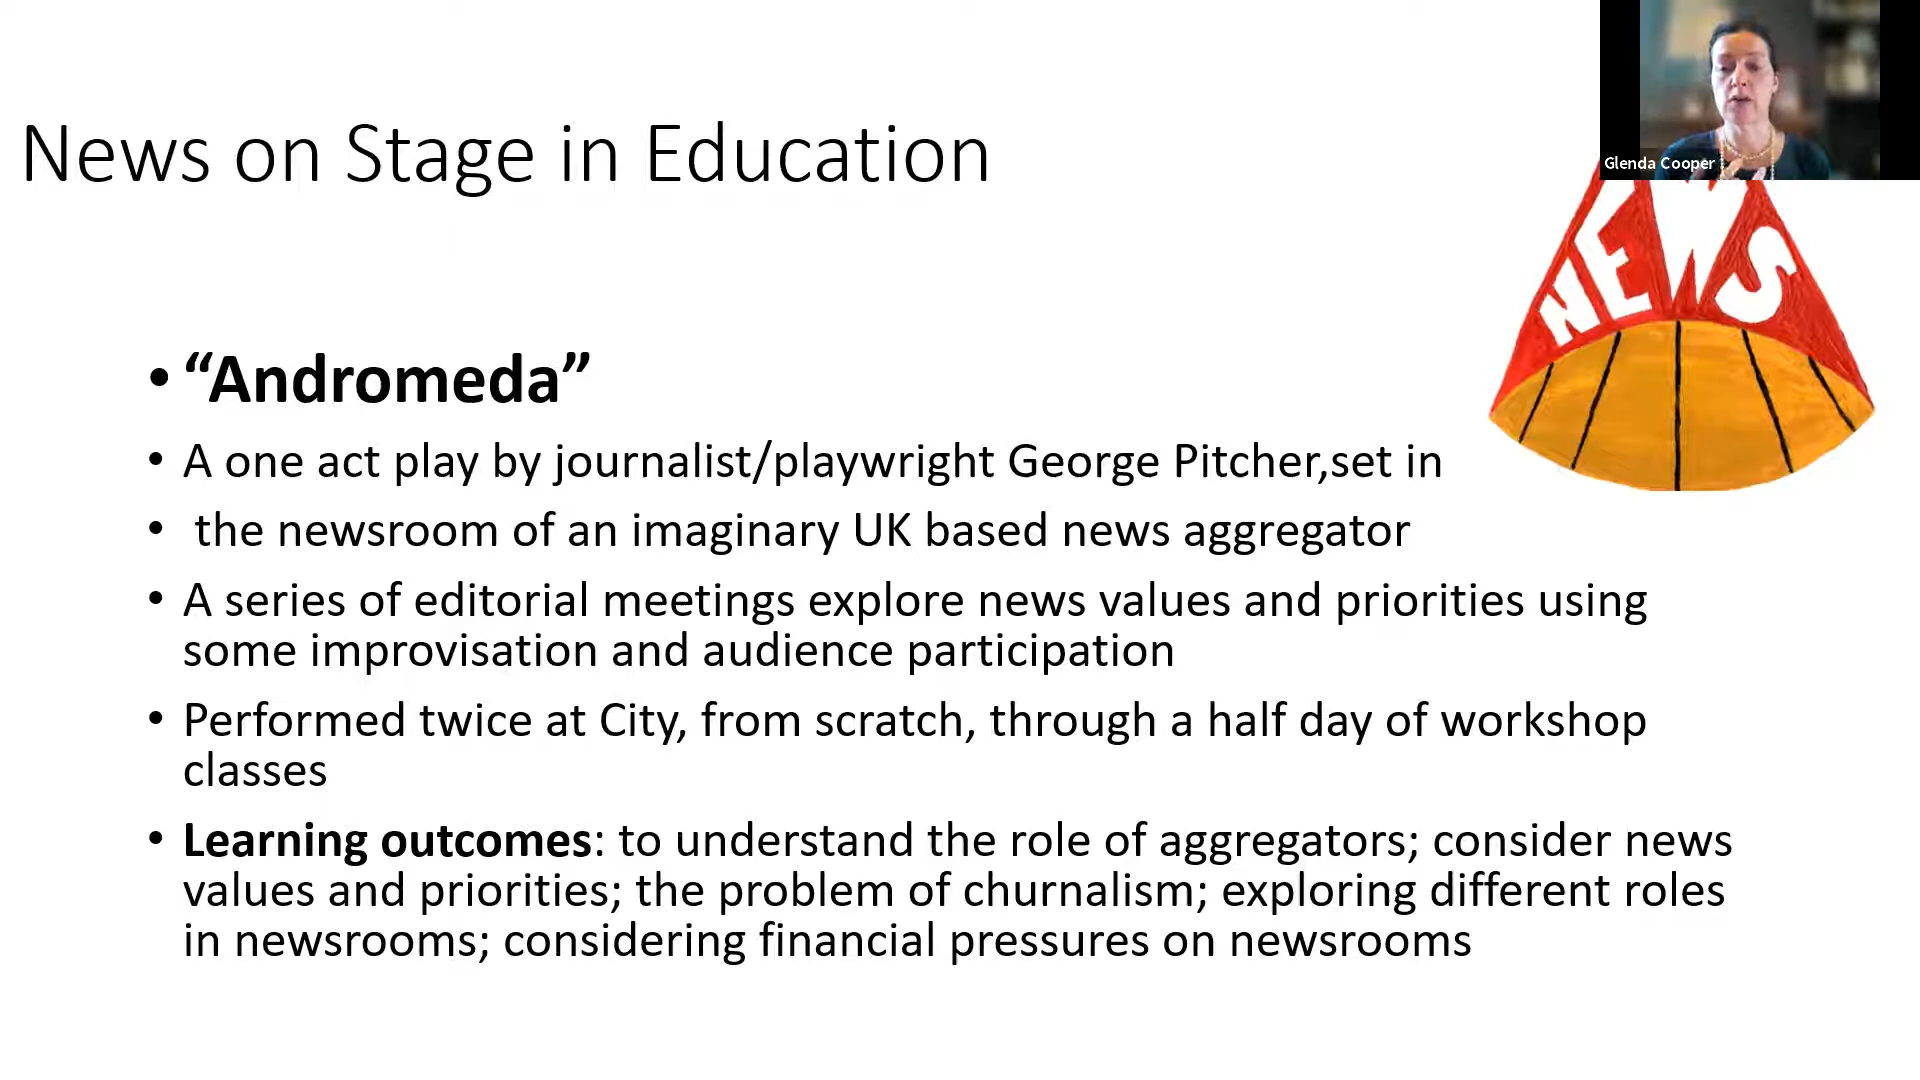 News on Stage in Education
Glenda Cooper
NEWS
• “Andromeda”
• A one act play by journalist/playwright George Pitcher,set in
• the newsroom of an imaginary UK based news aggregator
• A series of editorial meetings explore news values and priorities using
some improvisation and audience participation
• Performed twice at City, from scratch, through a half day of workshop
classes
• Learning outcomes: to understand the role of aggregators; consider news
values and priorities; the problem of churnalism; exploring different roles
in newsrooms; considering financial pressures on newsrooms